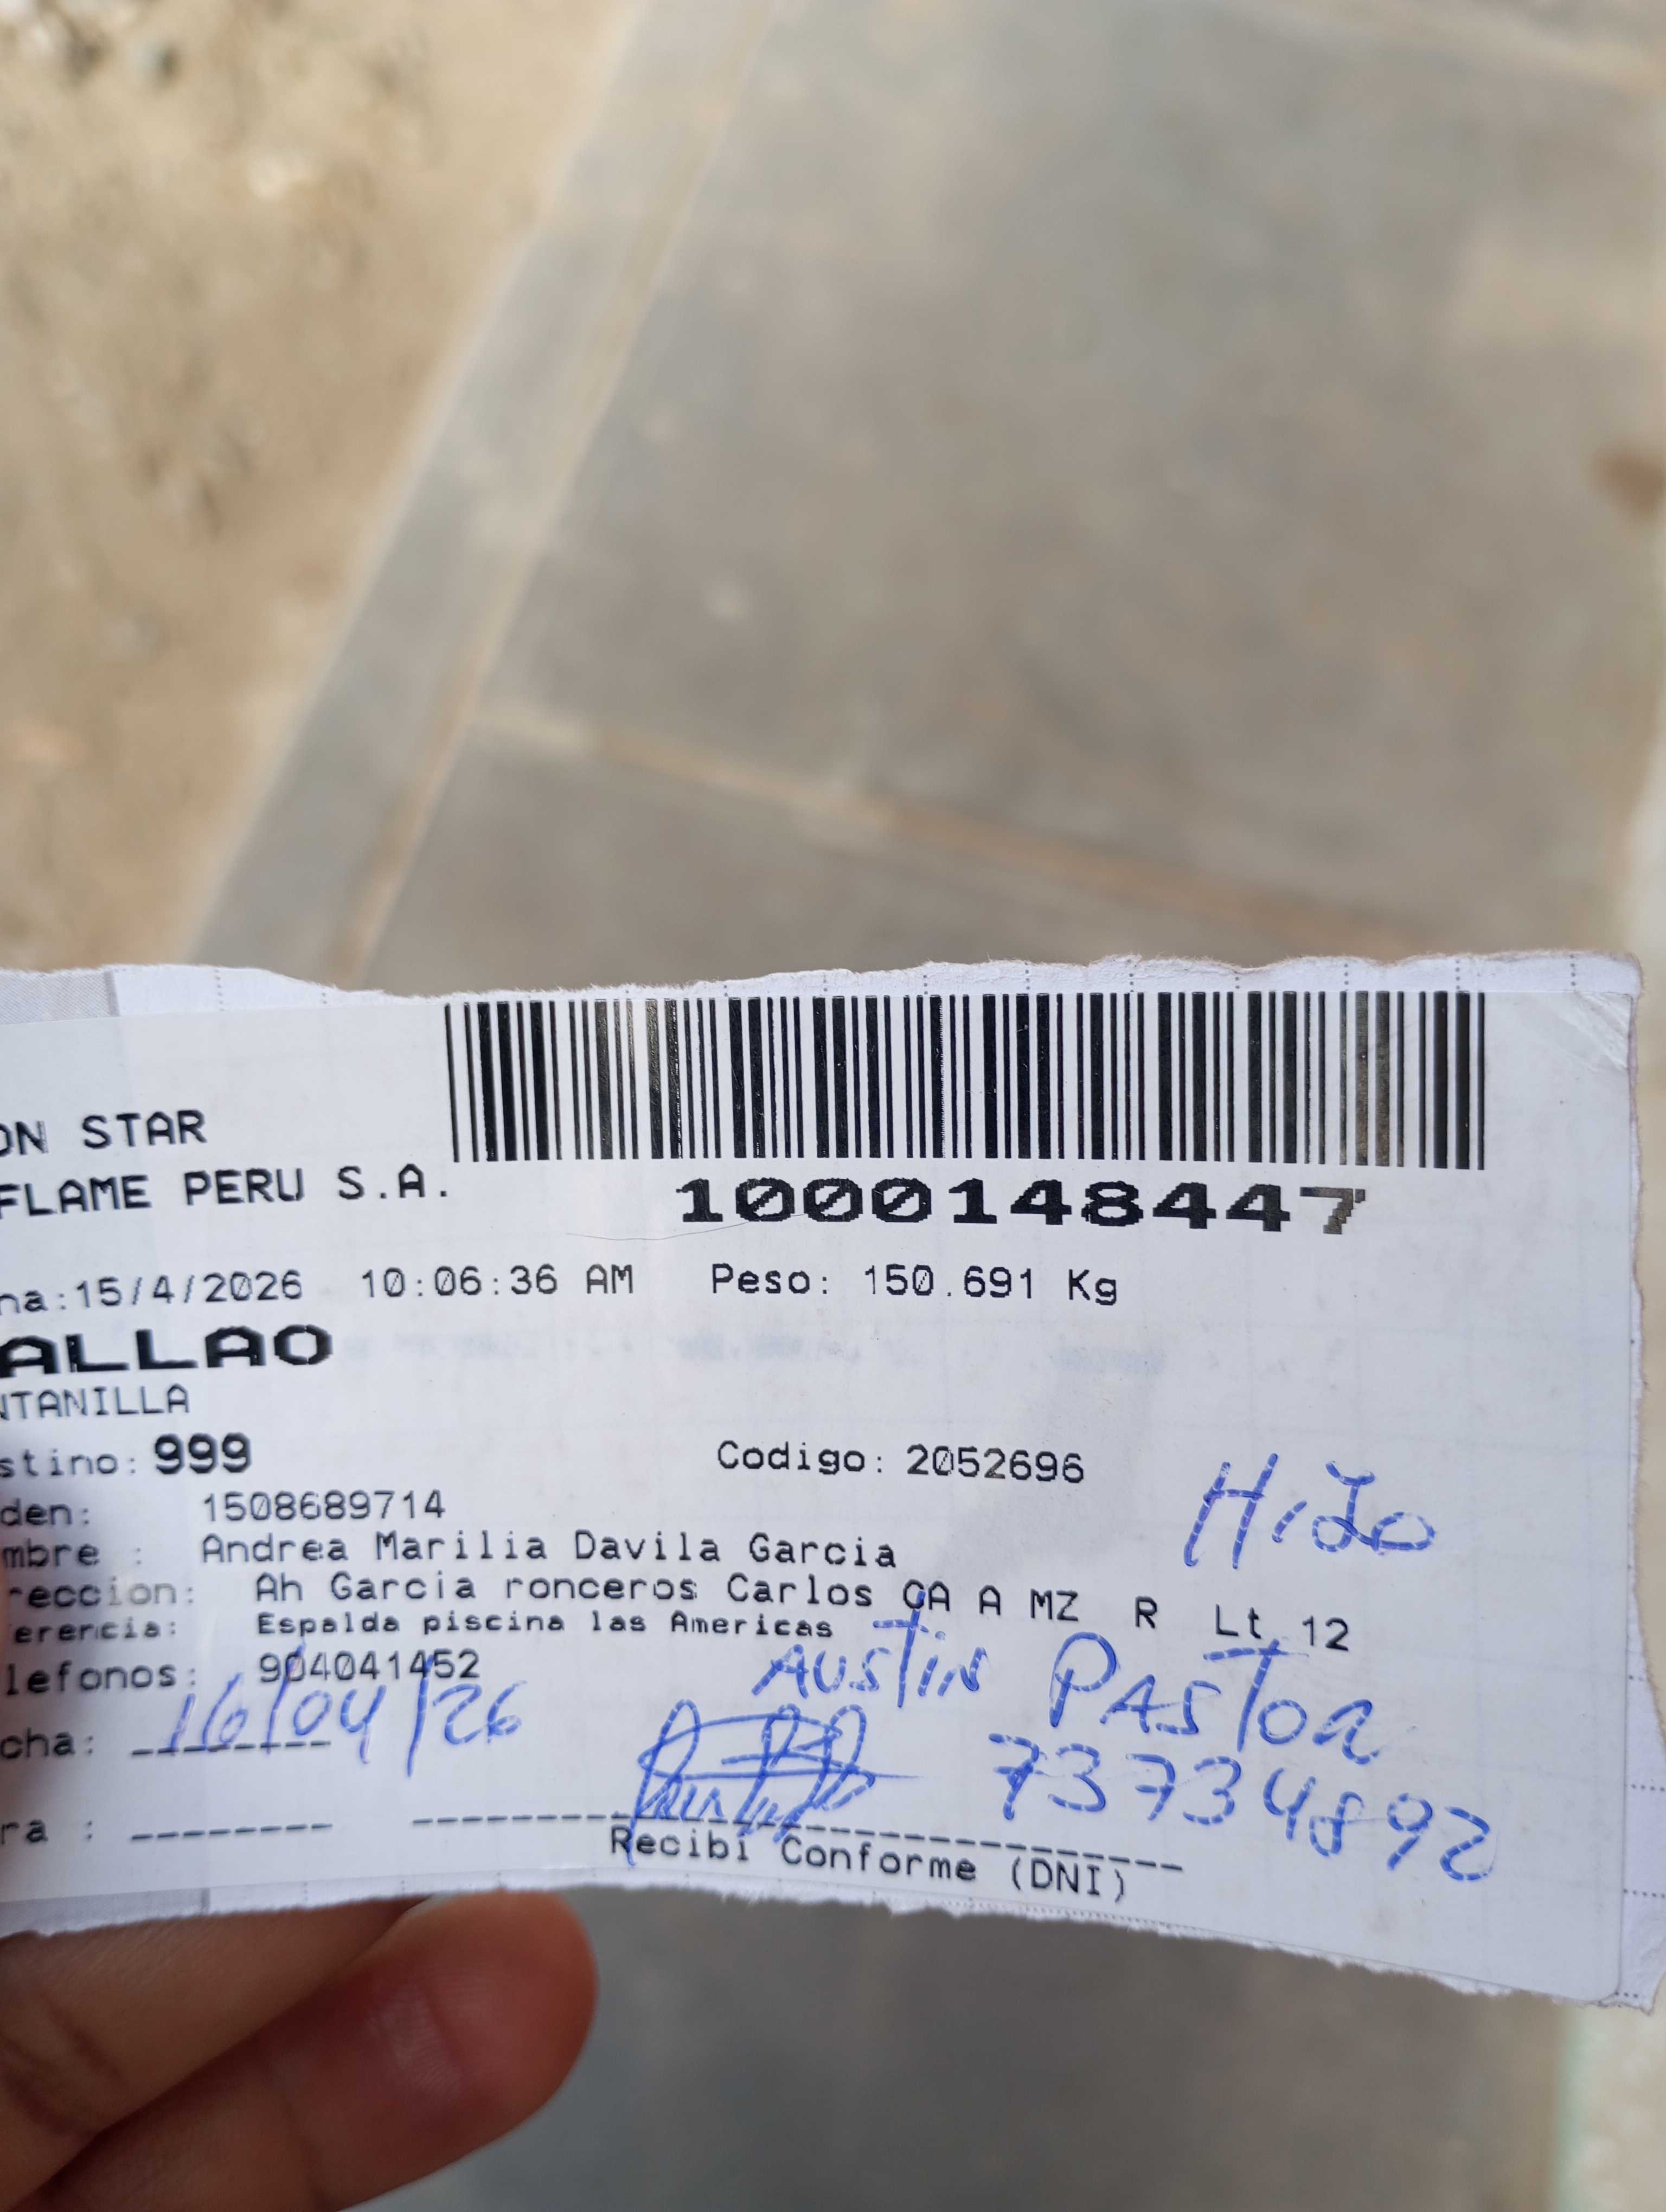 ON STAR
FLAME PERU S.A.
1000148447
ha:15/4/2026 10:06:36 AM Peso: 150.691 Kg
ALLAO
NTANILLA
stino: 999 Codigo: 2052696
den: 1508689714
HiJo
mbre : Andrea Marilia Davila Garcia
reccion: Ah Garcia ronceros Carlos CA A MZ R Lt 12
erencia: Espalda piscina las Americas
lefonos: 904041452
AUSTIN PASTOR
cha: 16/04/26
73734892
ra :
Recibi Conforme (DNI)